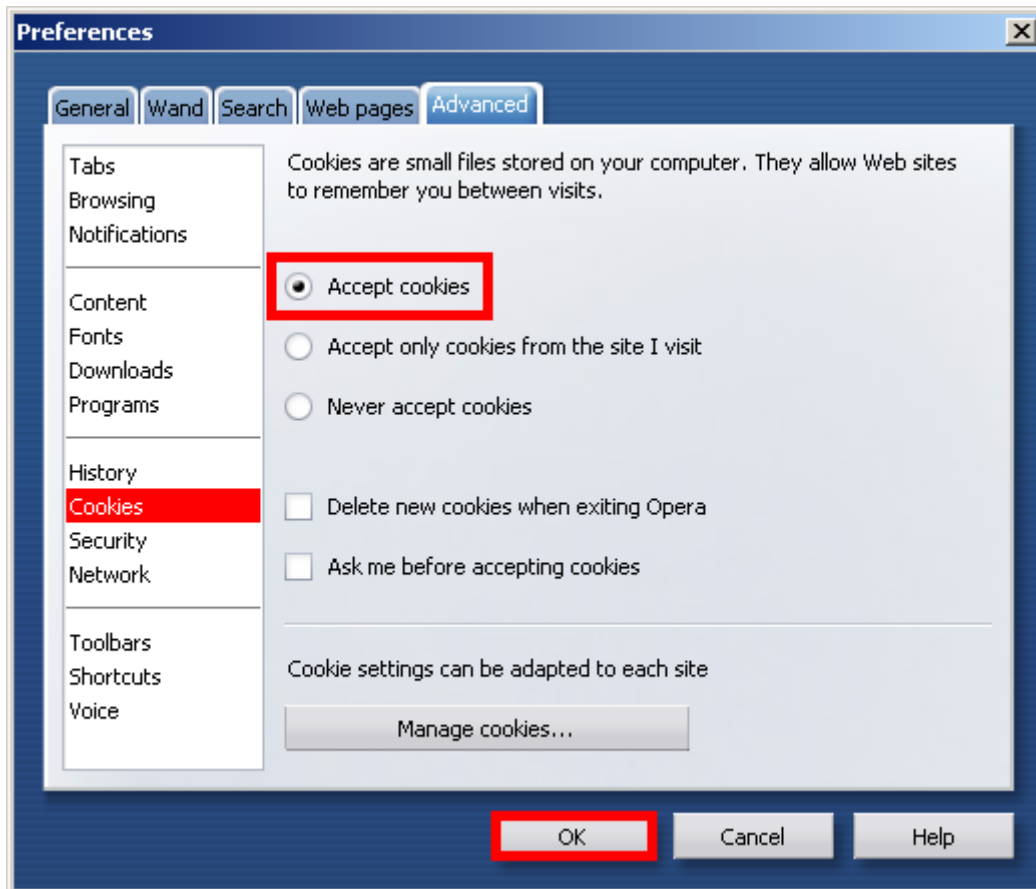 Preferences
General Wand Search Web pages Advanced
Tabs
Browsing
Notifications
Content
Fonts
Downloads
Programs
History
Cookies
Security
Network
Toolbars
Shortcuts
Voice
Cookies are small files stored on your computer. They allow Web sites
to remember you between visits.
Accept cookies
Accept only cookies from the site I visit
Never accept cookies
Delete new cookies when exiting Opera
Ask me before accepting cookies
Cookie settings can be adapted to each site
Manage cookies...
OK Cancel Help